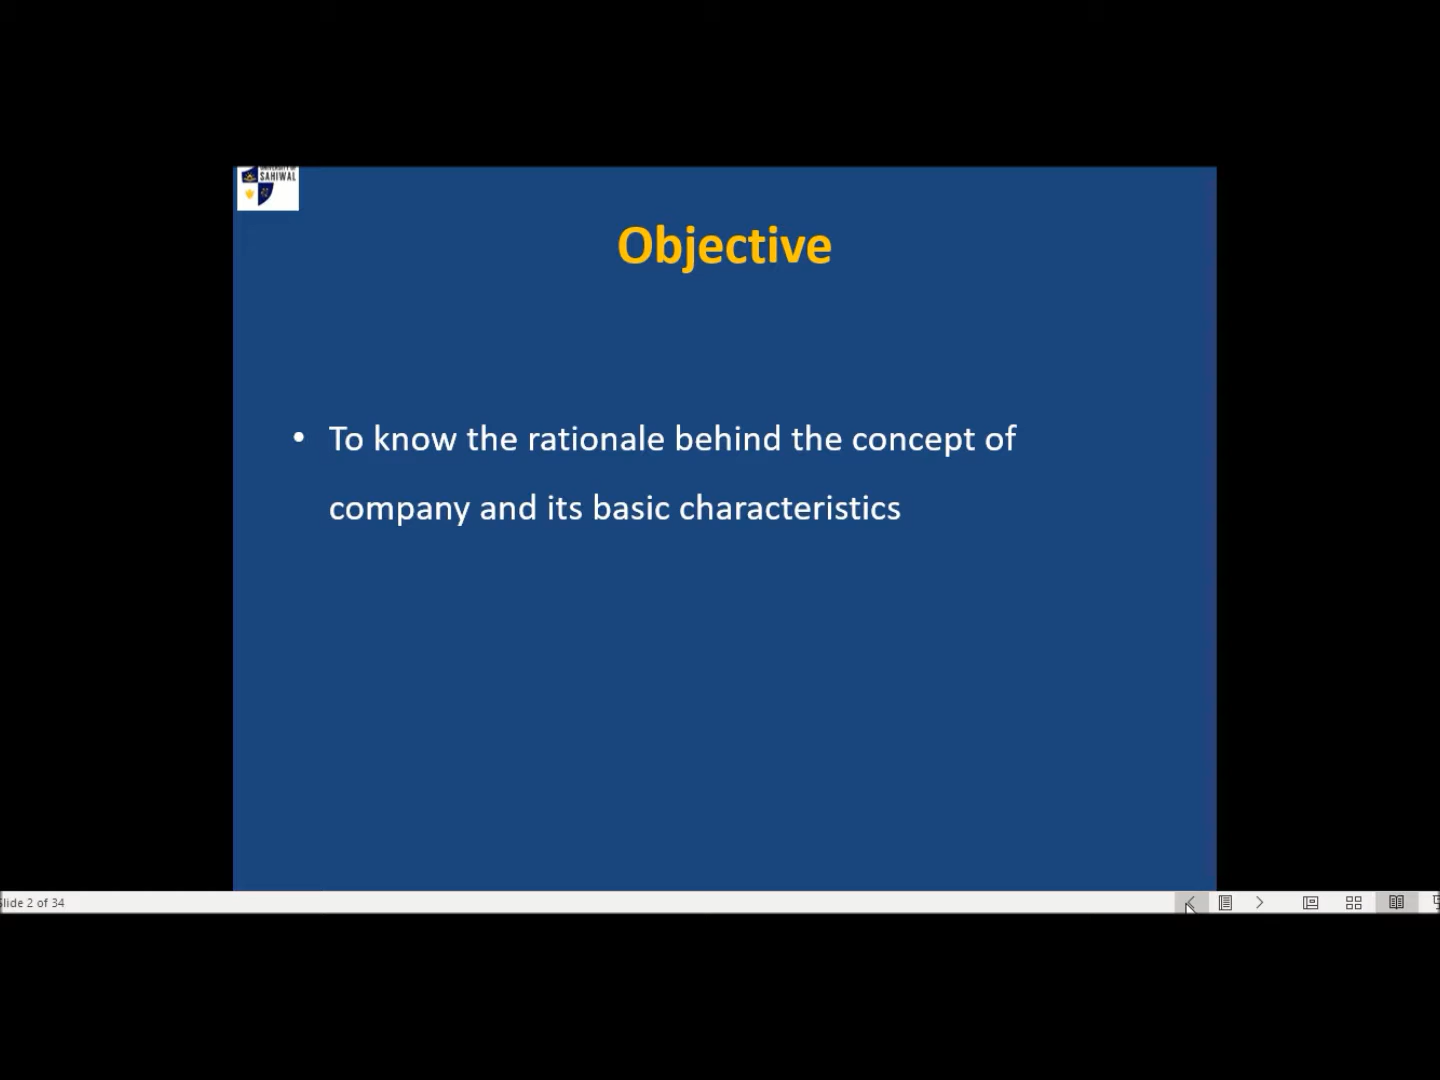 SAHIWAL
Objective
• To know the rationale behind the concept of
company and its basic characteristics
lide 2 of 34